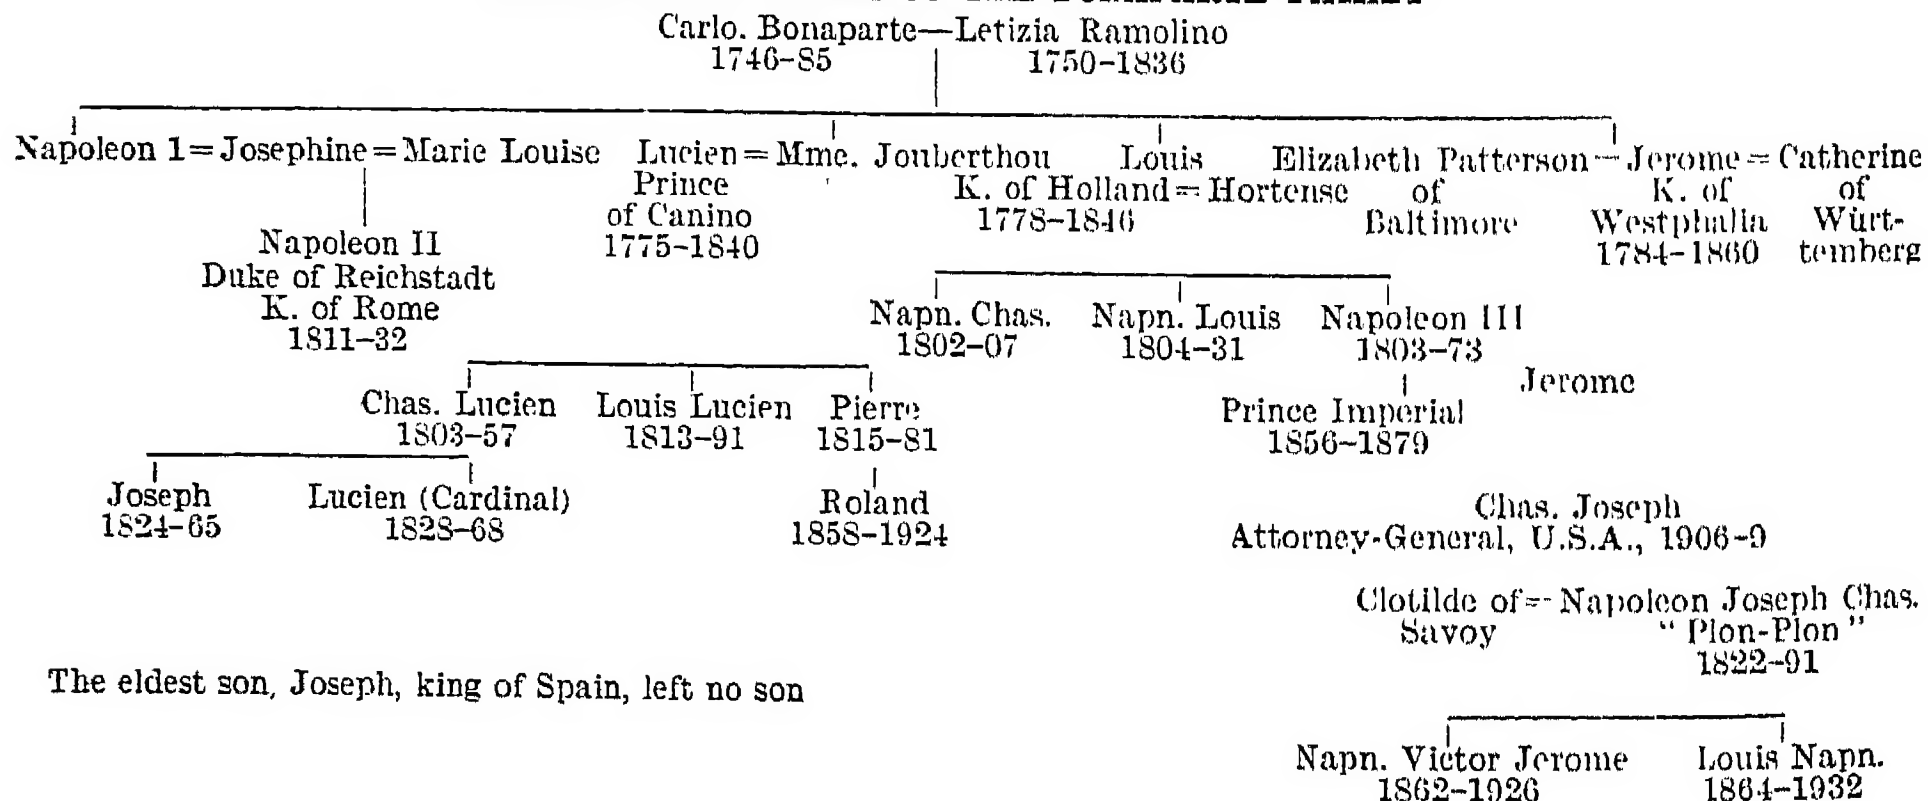 Carlo. Bonaparte—Letizia Ramolino
1746-85 1750-1836
Napoleon 1=Josephine=Marie Louise Lucien=Mme. Jouberthou Louis Elizabeth Patterson—Jerome=Catherine
Prince K. of Holland=Hortense of K. of of
of Canino 1778-1846 Baltimore Westphalia Würt-
1775-1840 1784-1860 temberg
Napoleon II
Duke of Reichstadt
K. of Rome
1811-32
Napn. Chas. Napn. Louis Napoleon III
1802-07 1804-31 1803-73
Jerome
Chas. Lucien Louis Lucien Pierre Prince Imperial
1803-57 1813-91 1815-81 1856-1879
Joseph Lucien (Cardinal) Roland Chas. Joseph
1824-65 1828-68 1858-1924 Attorney-General, U.S.A., 1906-9
Clotilde of=Napoleon Joseph Chas.
Savoy "Plon-Plon"
1822-91
The eldest son, Joseph, king of Spain, left no son
Napn. Victor Jerome Louis Napn.
1862-1926 1864-1932